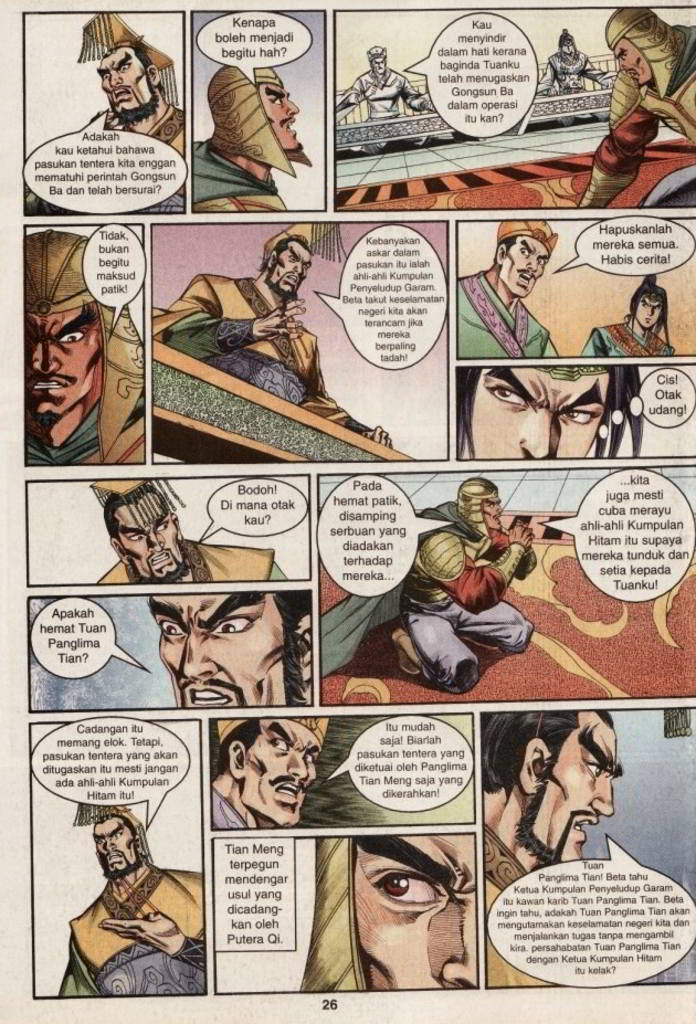 Adakah
kau ketahui bahawa
pasukan tentera kita enggan
mematuhi perintah Gongsun
Ba dan telah bersurai?
Kenapa
boleh menjadi
begitu hah?
Kau
menyindir
dalam hati kerana
baginda Tuanku
telah menugaskan
Gongsun Ba
dalam operasi
itu kan?
Tidak,
bukan
begitu
maksud
patik!
Kebanyakan
askar dalam
pasukan itu ialah
ahli-ahli Kumpulan
Penyeludup Garam.
Beta takut keselamatan
negeri kita akan
terancam jika
mereka
berpaling
tadah!
Hapuskanlah
mereka semua.
Habis cerita!
Cis!
Otak
udang!
Bodoh!
Di mana otak
kau?
Pada
hemat patik,
disamping
serbuan yang
diadakan
terhadap
mereka...
...kita
juga mesti
cuba merayu
ahli-ahli Kumpulan
Hitam itu supaya
mereka tunduk dan
setia kepada
Tuanku!
Apakah
hemat Tuan
Panglima
Tian?
Cadangan itu
memang elok. Tetapi,
pasukan tentera yang akan
ditugaskan itu mesti jangan
ada ahli-ahli Kumpulan
Hitam itu!
Itu mudah
saja! Biarlah
pasukan tentera yang
diketuai oleh Panglima
Tian Meng saja yang
dikerahkan!
Tian Meng
terpegun
mendengar
usul yang
dicadang-
kan oleh
Putera Qi.
Tuan
Panglima Tian! Beta tahu
Ketua Kumpulan Penyeludup Garam
itu kawan karib Tuan Panglima Tian. Beta
ingin tahu, adakah Tuan Panglima Tian akan
mengutamakan keselamatan negeri kita dan
menjalankan tugas tanpa mengambil
kira. persahabatan Tuan Panglima Tian
dengan Ketua Kumpulan Hitam
itu kelak?
26